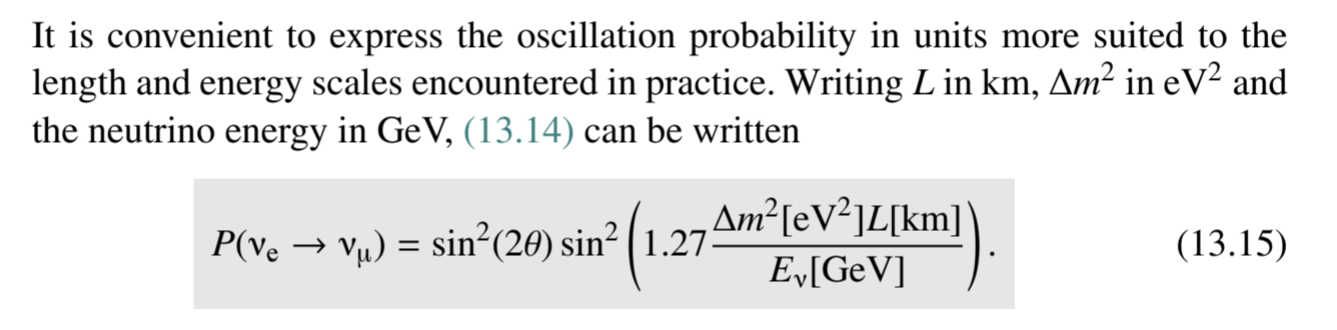 It is convenient to express the oscillation probability in units more suited to the
length and energy scales encountered in practice. Writing L in km, Δm² in eV² and
the neutrino energy in GeV, (13.14) can be written
P(νₑ → ν_μ) = sin²(2θ) sin² (1.27 Δm²[eV²]L[km] / E_ν[GeV]). (13.15)